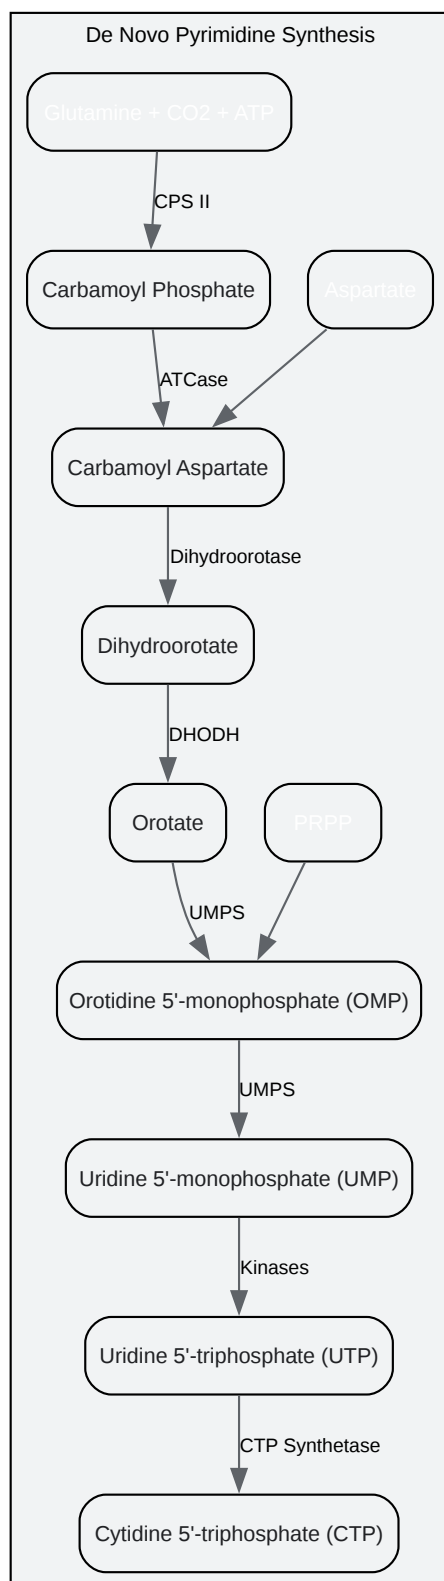 De Novo Pyrimidine Synthesis
Glutamine + CO2 + ATP
CPS II
Carbamoyl Phosphate
Aspartate
ATCase
Carbamoyl Aspartate
Dihydroorotase
Dihydroorotate
DHODH
Orotate
PRPP
UMPS
Orotidine 5'-monophosphate (OMP)
UMPS
Uridine 5'-monophosphate (UMP)
Kinases
Uridine 5'-triphosphate (UTP)
CTP Synthetase
Cytidine 5'-triphosphate (CTP)